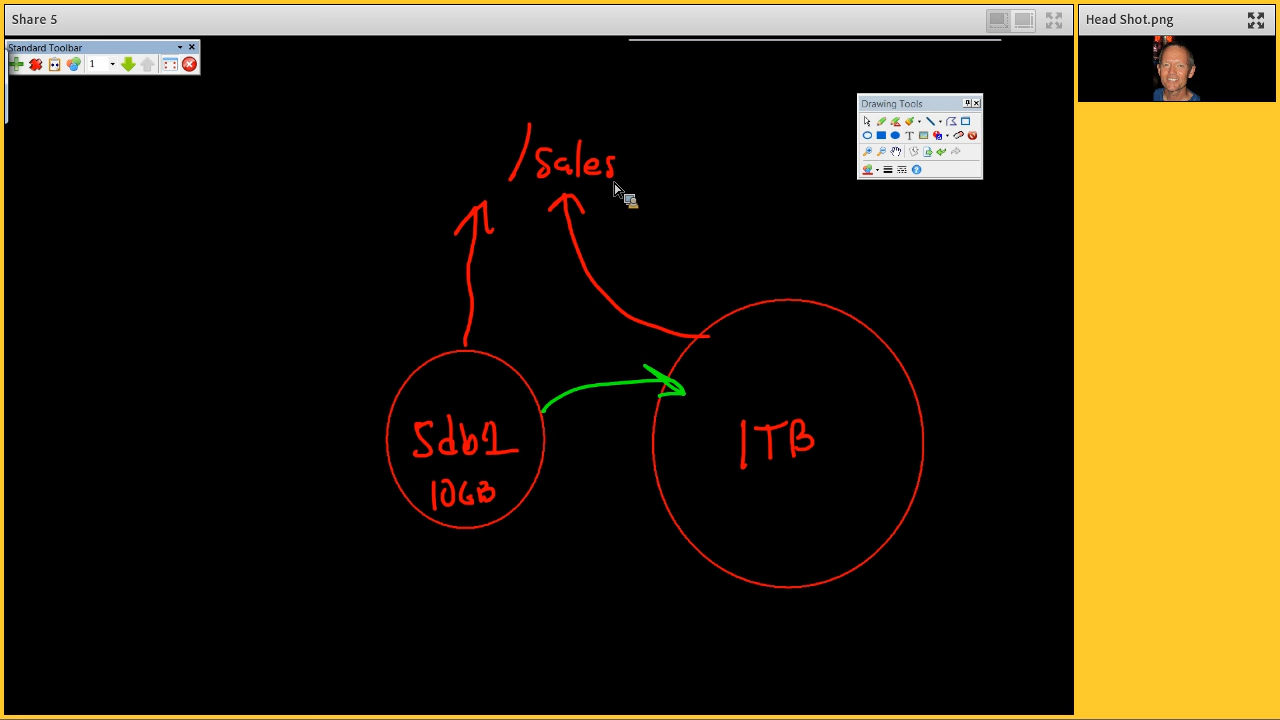 Share 5
Head Shot.png
Standard Toolbar
1
Drawing Tools
/Sales
Sdb1
10GB
1TB